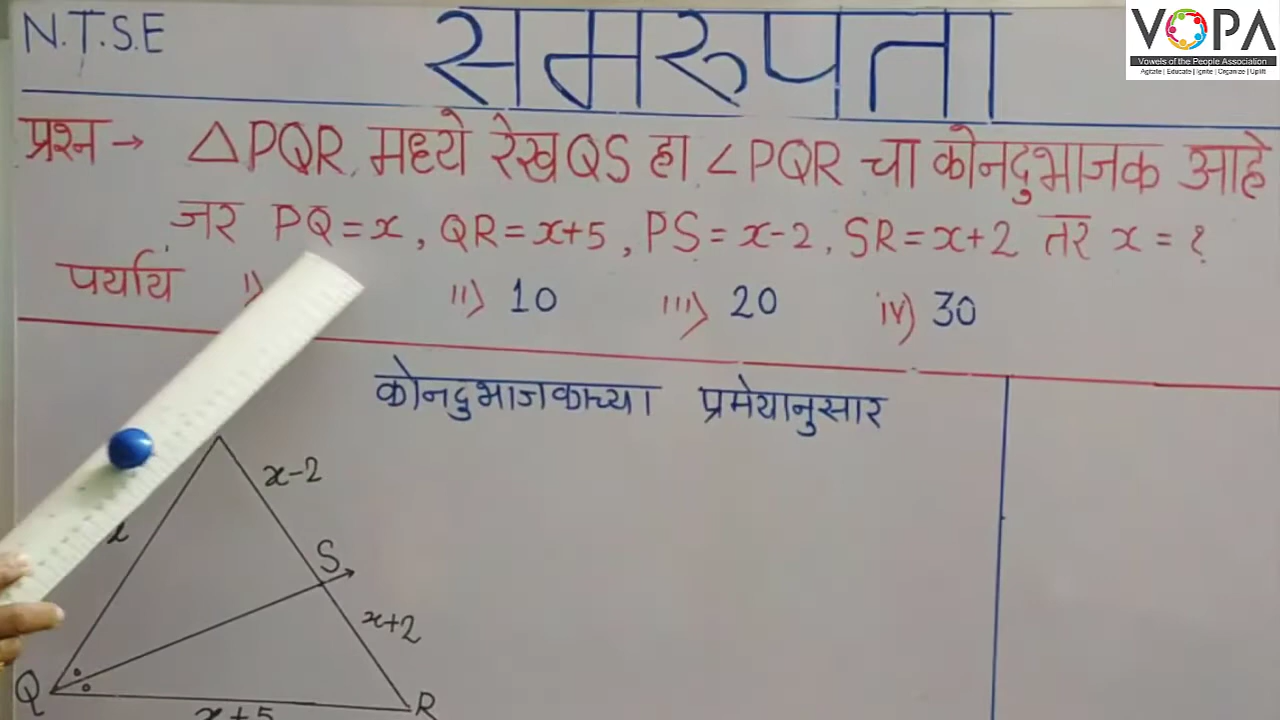 N.T.S.E
समरूपता
VOPA
Vowels of the People Association
Agitate | Educate | Ignite | Organize | Uplift
प्रश्न → △PQR मध्ये रेख QS हा ∠PQR चा कोनदुभाजक आहे
जर PQ = x, QR = x+5, PS = x-2, SR = x+2 तर x = ?
पर्याय i) ii) 10 iii) 20 iv) 30
कोनदुभाजकाच्या प्रमेयानुसार
x-2
S
x+2
Q
R
x+5